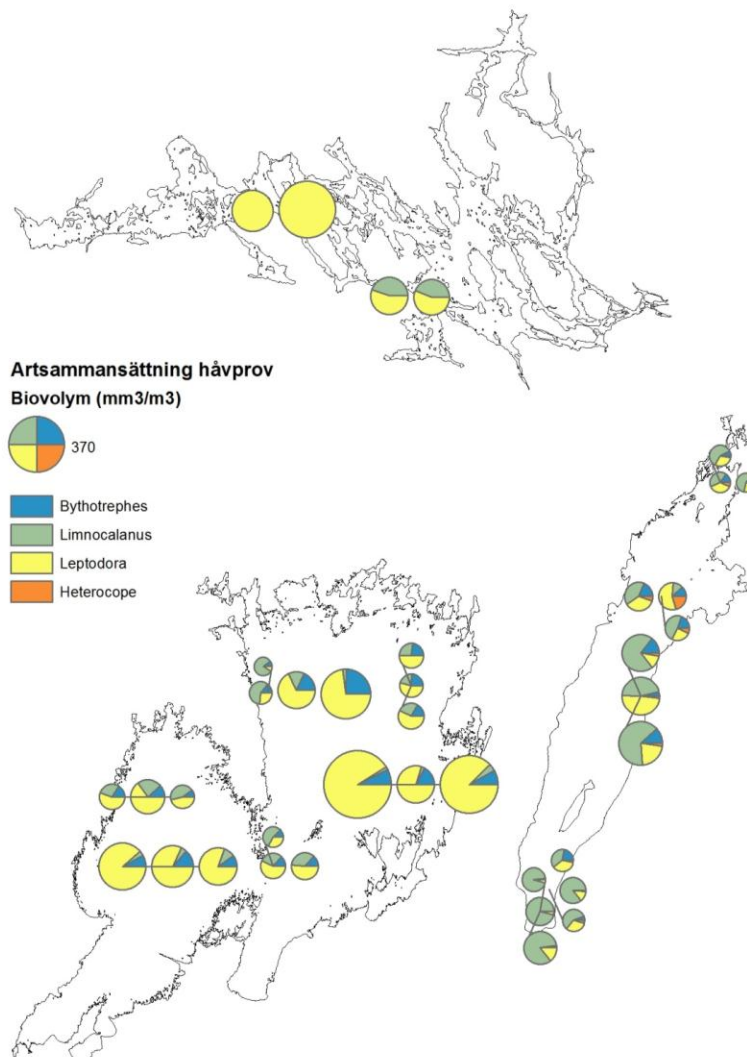 Artsammansättning håvprov
Biovolym (mm3/m3)
370
Bythotrephes
Limnocalanus
Leptodora
Heterocope